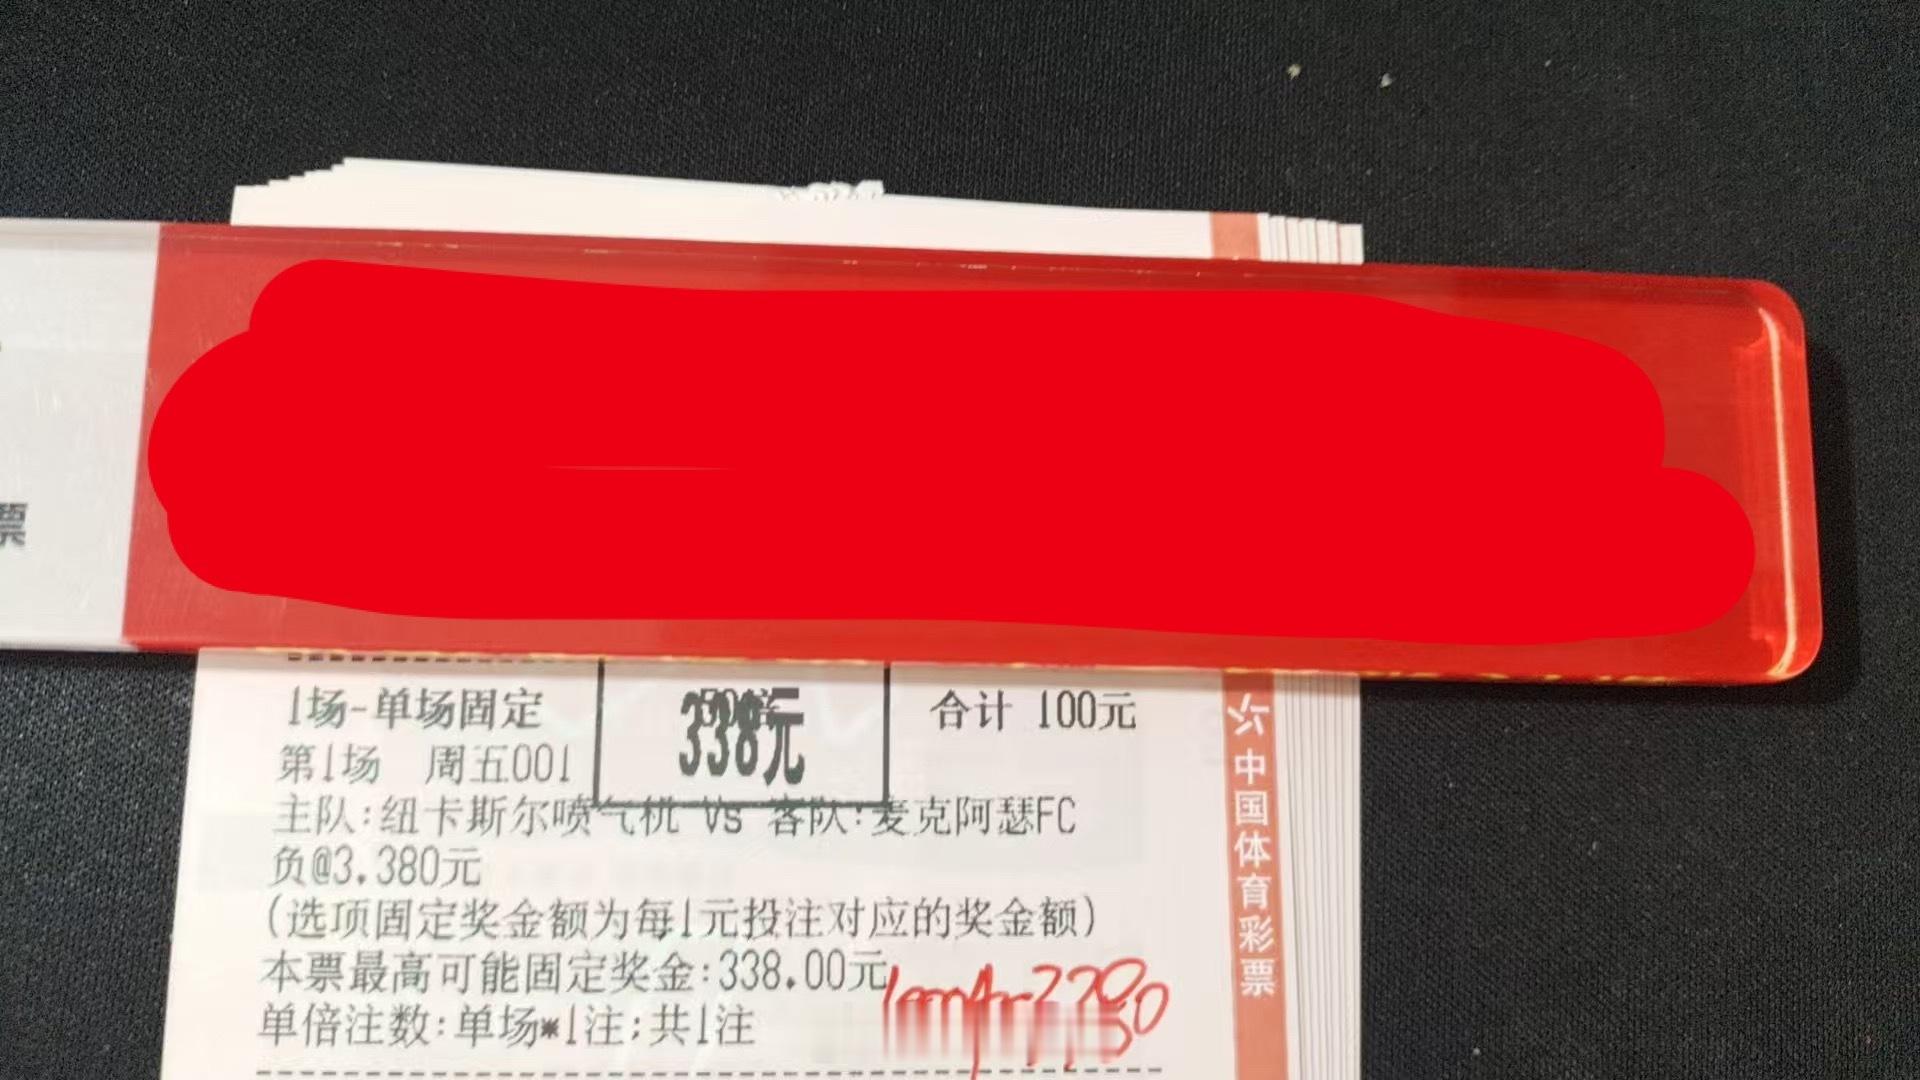 票
1场-单场固定
338元
合计 100元
第1场 周五001
主队:纽卡斯尔喷气机 Vs 客队:麦克阿瑟FC
负@3.380元
(选项固定奖金额为每1元投注对应的奖金额)
本票最高可能固定奖金:338.00元
单倍注数:单场*1注;共1注
中国体育彩票